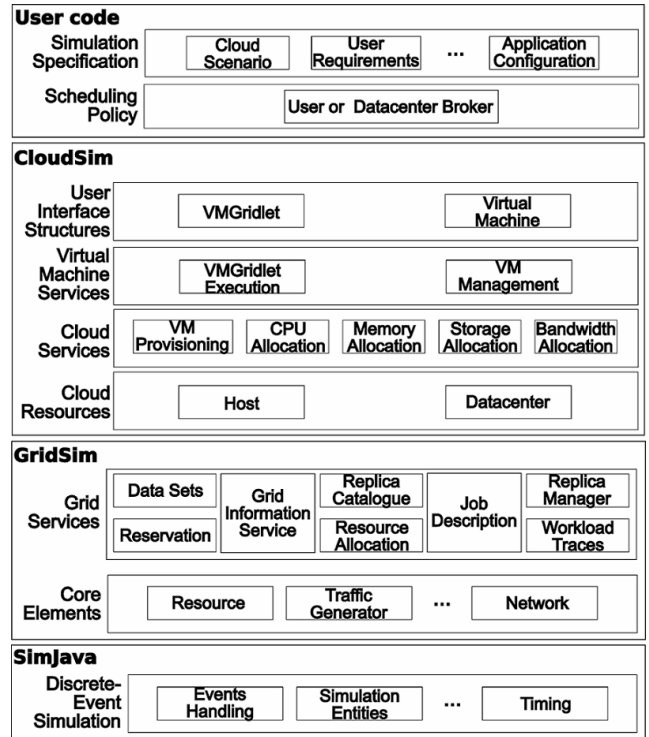 User code
Simulation
Specification
Cloud
Scenario
User
Requirements
...
Application
Configuration
Scheduling
Policy
User or Datacenter Broker
CloudSim
User
Interface
Structures
VMGridlet
Virtual
Machine
Virtual
Machine
Services
VMGridlet
Execution
VM
Management
Cloud
Services
VM
Provisioning
CPU
Allocation
Memory
Allocation
Storage
Allocation
Bandwidth
Allocation
Cloud
Resources
Host
Datacenter
GridSim
Grid
Services
Data Sets
Reservation
Grid
Information
Service
Replica
Catalogue
Resource
Allocation
Job
Description
Replica
Manager
Workload
Traces
Core
Elements
Resource
Traffic
Generator
...
Network
SimJava
Discrete-
Event
Simulation
Events
Handling
Simulation
Entities
...
Timing